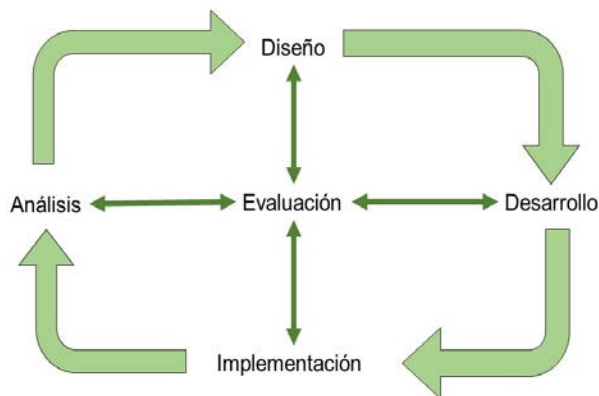 Diseño
Análisis
Evaluación
Desarrollo
Implementación